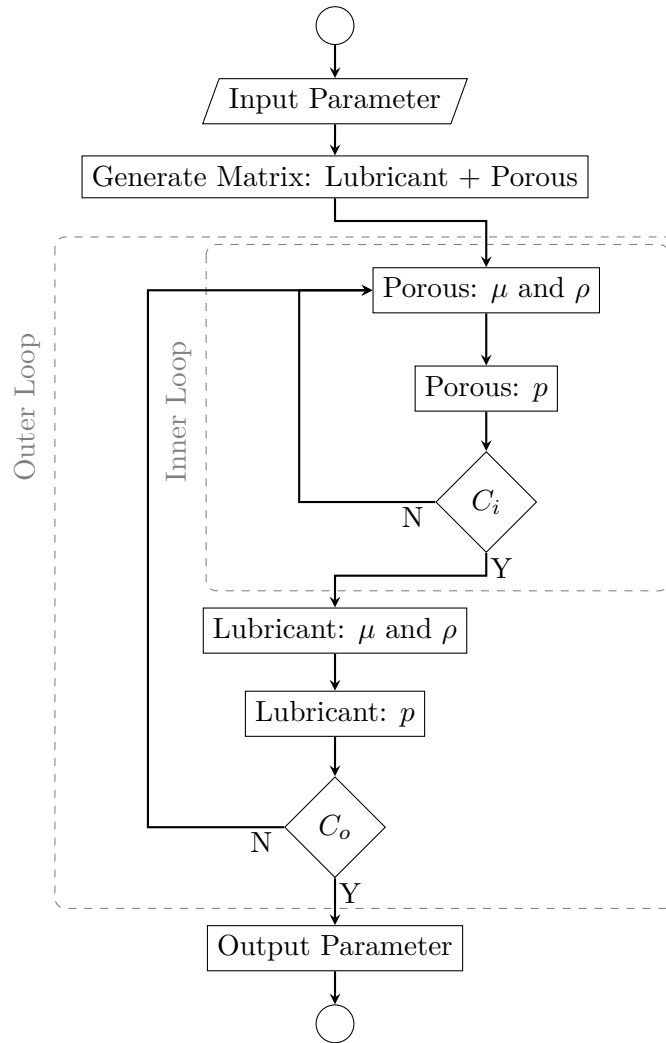 Input Parameter
Generate Matrix: Lubricant + Porous
Outer Loop
Inner Loop
Porous: μ and ρ
Porous: p
C_i
N
Y
Lubricant: μ and ρ
Lubricant: p
C_o
N
Y
Output Parameter